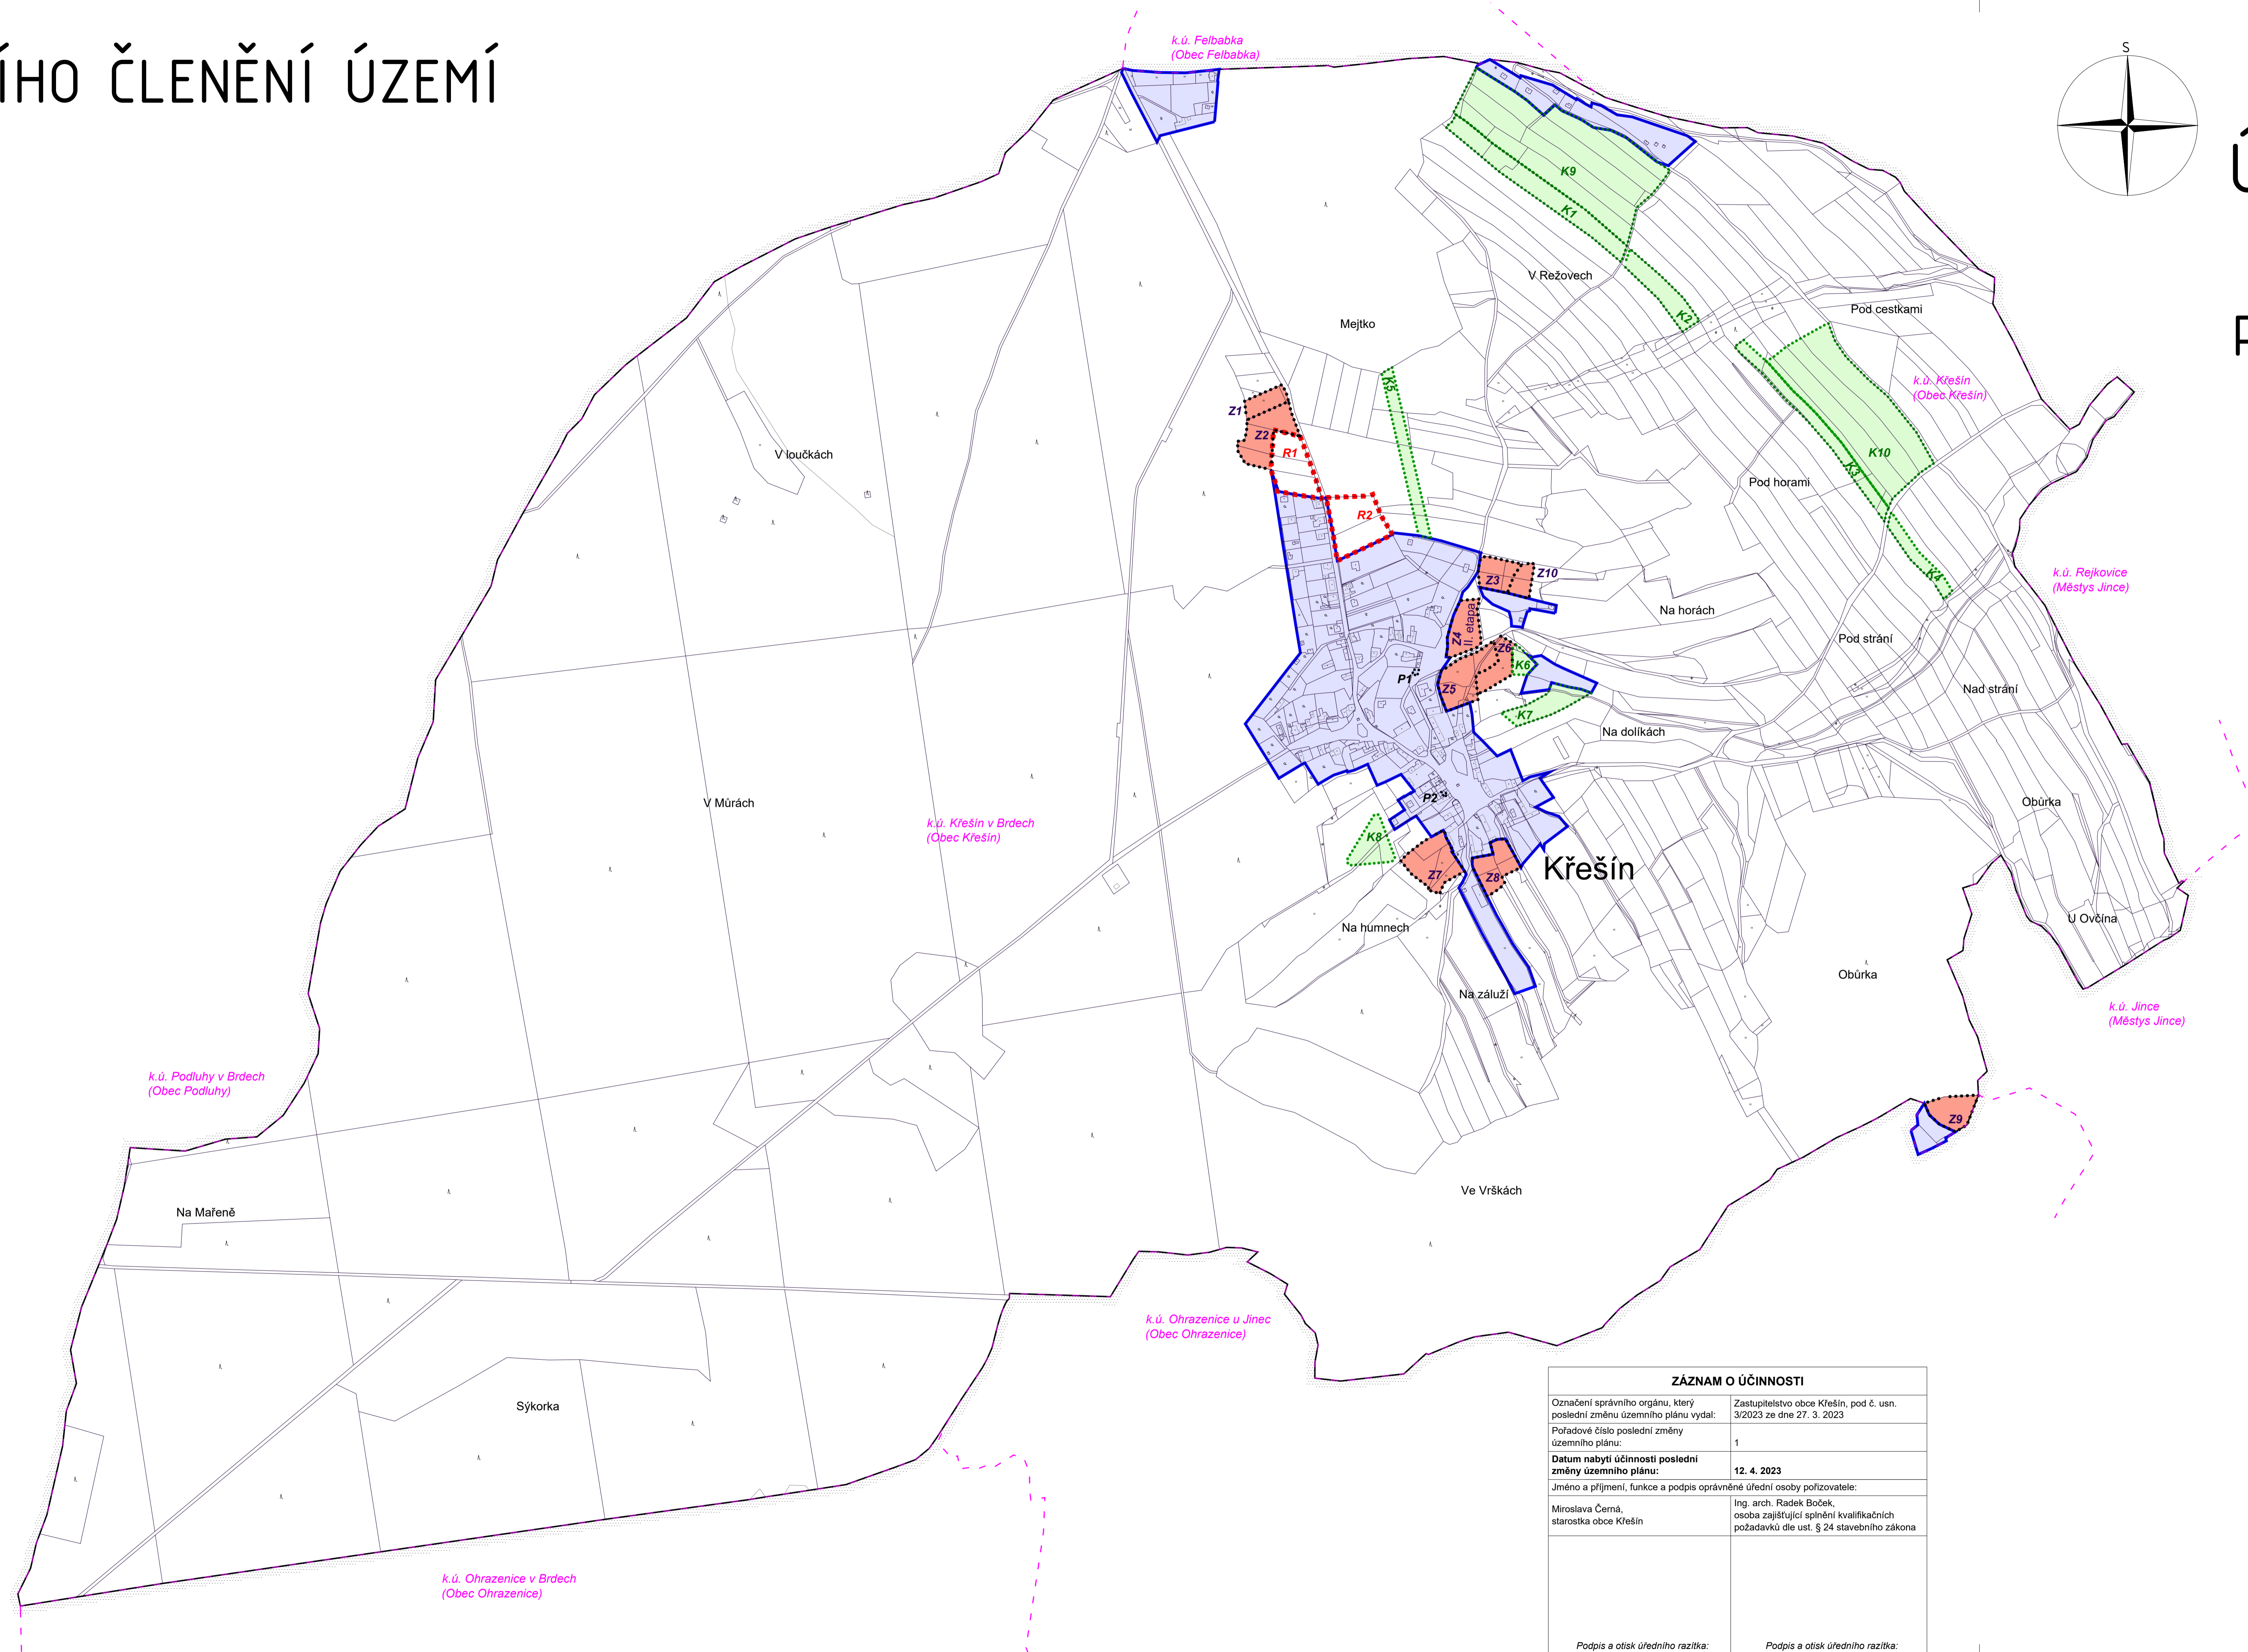 ÍHO ČLENĚNÍ ÚZEMÍ
k.ú. Felbabka
(Obec Felbabka)
S
K9
K1
V Režovech
K2
Pod cestkami
Mejtko
K5
k.ú. Křešín
(Obec Křešín)
Z1
Z2
R1
V loučkách
K10
K3
Pod horami
R2
K4
k.ú. Rejkovice
(Městys Jince)
Z3
Z10
Na horách
Z4
II. etapa
Pod strání
Z6
K6
P1
Z5
Nad strání
K7
Na dolíkách
V Můrách
P2
Obůrka
k.ú. Křešín v Brdech
(Obec Křešín)
K8
Z7
Z8
Křešín
Na humnech
U Ovčína
Obůrka
Na záluží
k.ú. Jince
(Městys Jince)
k.ú. Podluhy v Brdech
(Obec Podluhy)
Z9
Ve Vrškách
Na Mařeně
k.ú. Ohrazenice u Jinec
(Obec Ohrazenice)
Sýkorka
k.ú. Ohrazenice v Brdech
(Obec Ohrazenice)
ZÁZNAM O ÚČINNOSTI
Označení správního orgánu, který
poslední změnu územního plánu vydal:
Zastupitelstvo obce Křešín, pod č. usn.
3/2023 ze dne 27. 3. 2023
Pořadové číslo poslední změny
územního plánu:
1
Datum nabytí účinnosti poslední
změny územního plánu:
12. 4. 2023
Jméno a příjmení, funkce a podpis oprávněné úřední osoby pořizovatele:
Miroslava Černá,
starostka obce Křešín
Ing. arch. Radek Boček,
osoba zajišťující splnění kvalifikačních
požadavků dle ust. § 24 stavebního zákona
Podpis a otisk úředního razítka:
Podpis a otisk úředního razítka: